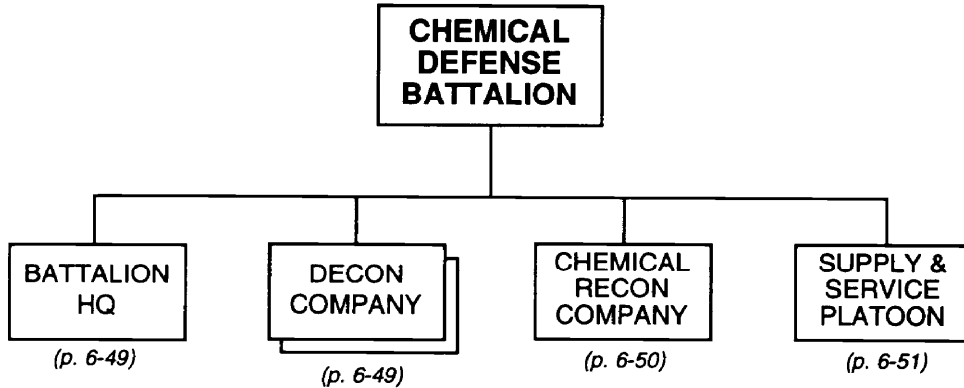 CHEMICAL
DEFENSE
BATTALION
BATTALION
HQ
(p. 6-49)
DECON
COMPANY
(p. 6-49)
CHEMICAL
RECON
COMPANY
(p. 6-50)
SUPPLY &
SERVICE
PLATOON
(p. 6-51)